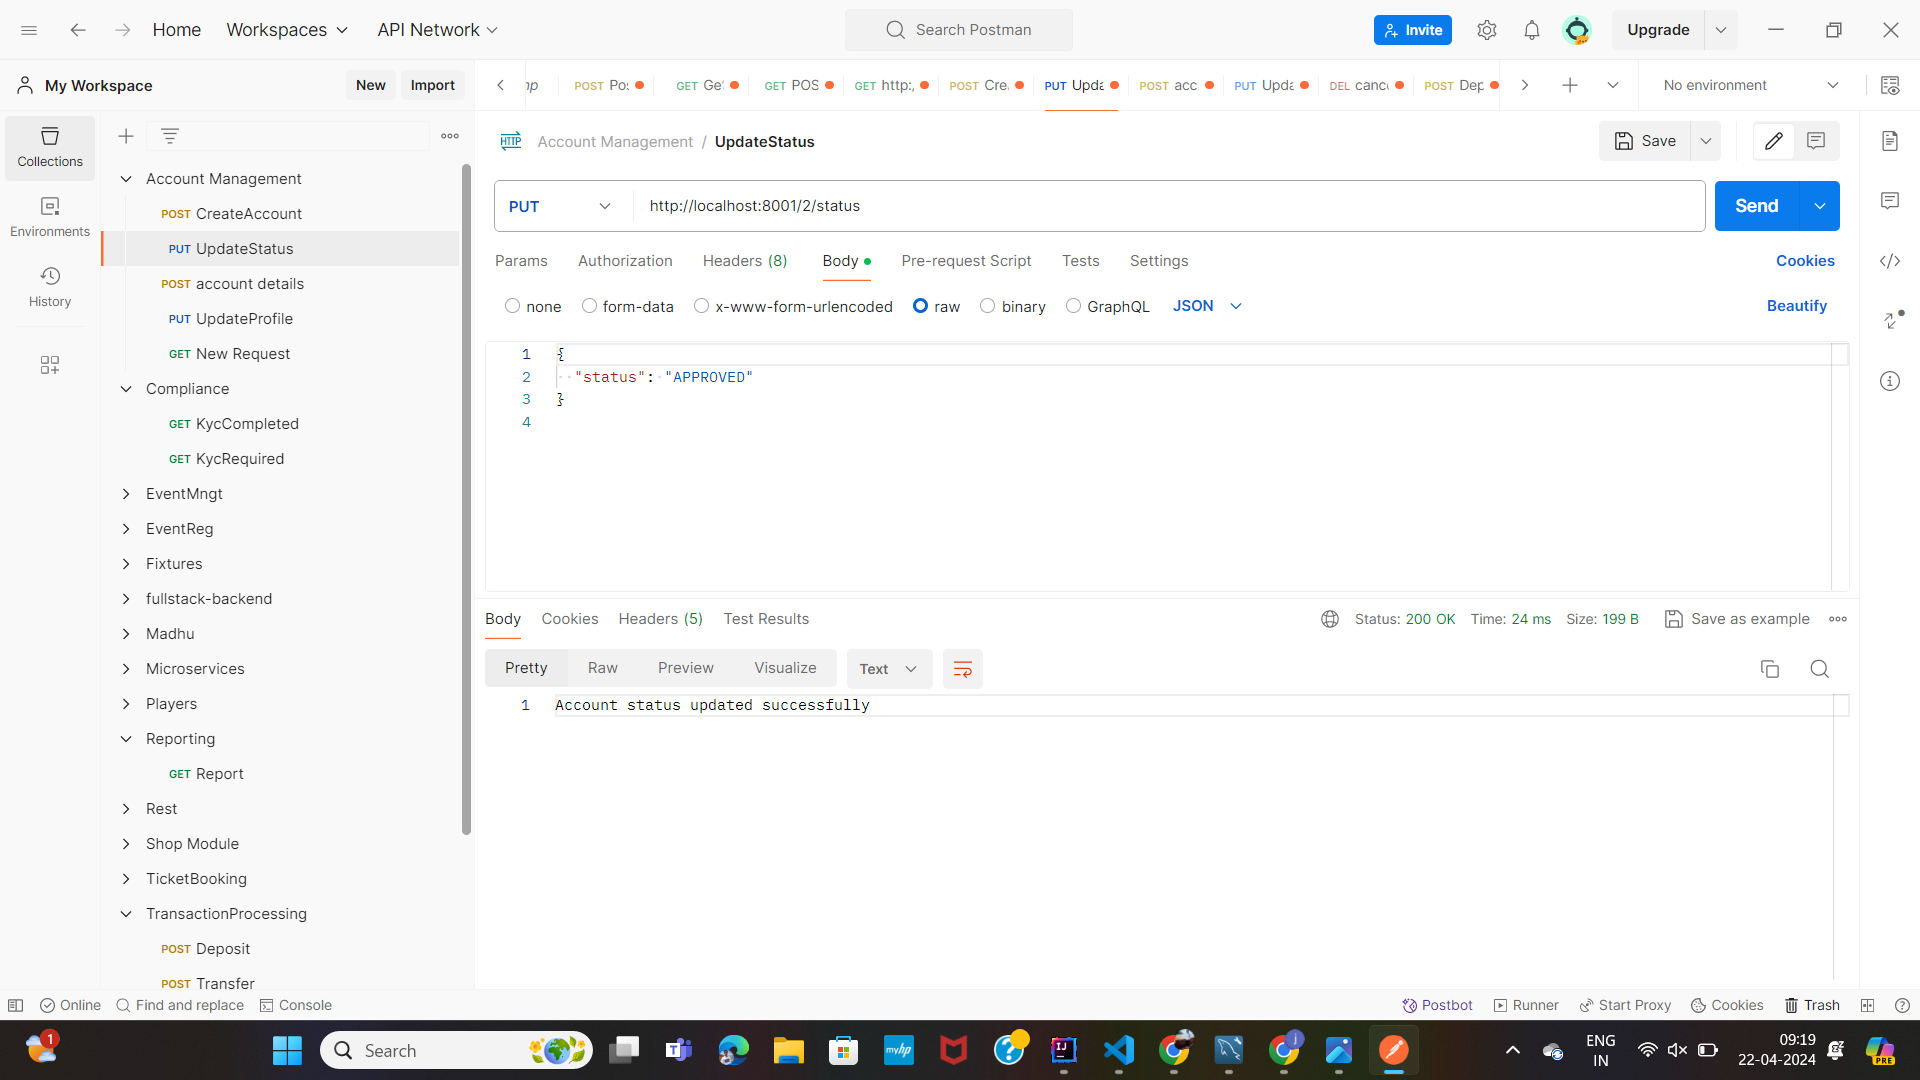 Home
Workspaces
API Network
Search Postman
Invite
Upgrade
My Workspace
New
Import
POST Po
GET Ge
GET POS
GET http:
POST Cre
PUT Upda
POST acc
PUT Upda
DEL canc
POST Dep
No environment
Collections
Environments
History
Account Management
POST CreateAccount
PUT UpdateStatus
POST account details
PUT UpdateProfile
GET New Request
Compliance
GET KycCompleted
GET KycRequired
EventMngt
EventReg
Fixtures
fullstack-backend
Madhu
Microservices
Players
Reporting
GET Report
Rest
Shop Module
TicketBooking
TransactionProcessing
POST Deposit
POST Transfer
HTTP Account Management / UpdateStatus
Save
PUT
http://localhost:8001/2/status
Send
Params
Authorization
Headers (8)
Body
Pre-request Script
Tests
Settings
Cookies
none
form-data
x-www-form-urlencoded
raw
binary
GraphQL
JSON
Beautify
1 {
2 "status": "APPROVED"
3 }
4
Body
Cookies
Headers (5)
Test Results
Status: 200 OK
Time: 24 ms
Size: 199 B
Save as example
Pretty
Raw
Preview
Visualize
Text
1 Account status updated successfully
Online
Find and replace
Console
Postbot
Runner
Start Proxy
Cookies
Trash
1
Search
myhp
ENG
IN
09:19
22-04-2024
PRE